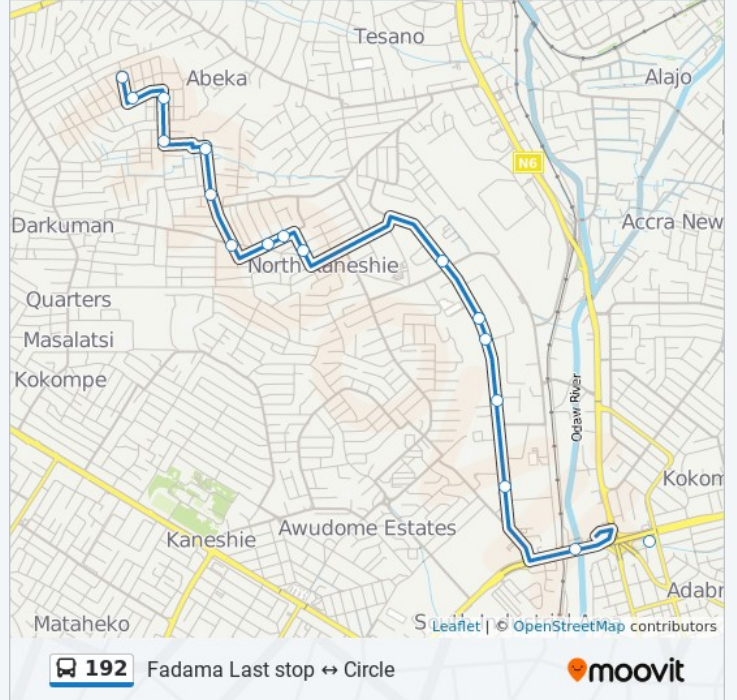 Tesano
Abeka
Alajo
N6
Darkuman
Accra New
North Kaneshie
Quarters
Masalatsi
Kokompe
Odaw River
Kokom
Awudome Estates
Kaneshie
Adabr
Mataheko
Leaflet | © OpenStreetMap contributors
192 Fadama Last stop ↔ Circle
moovit